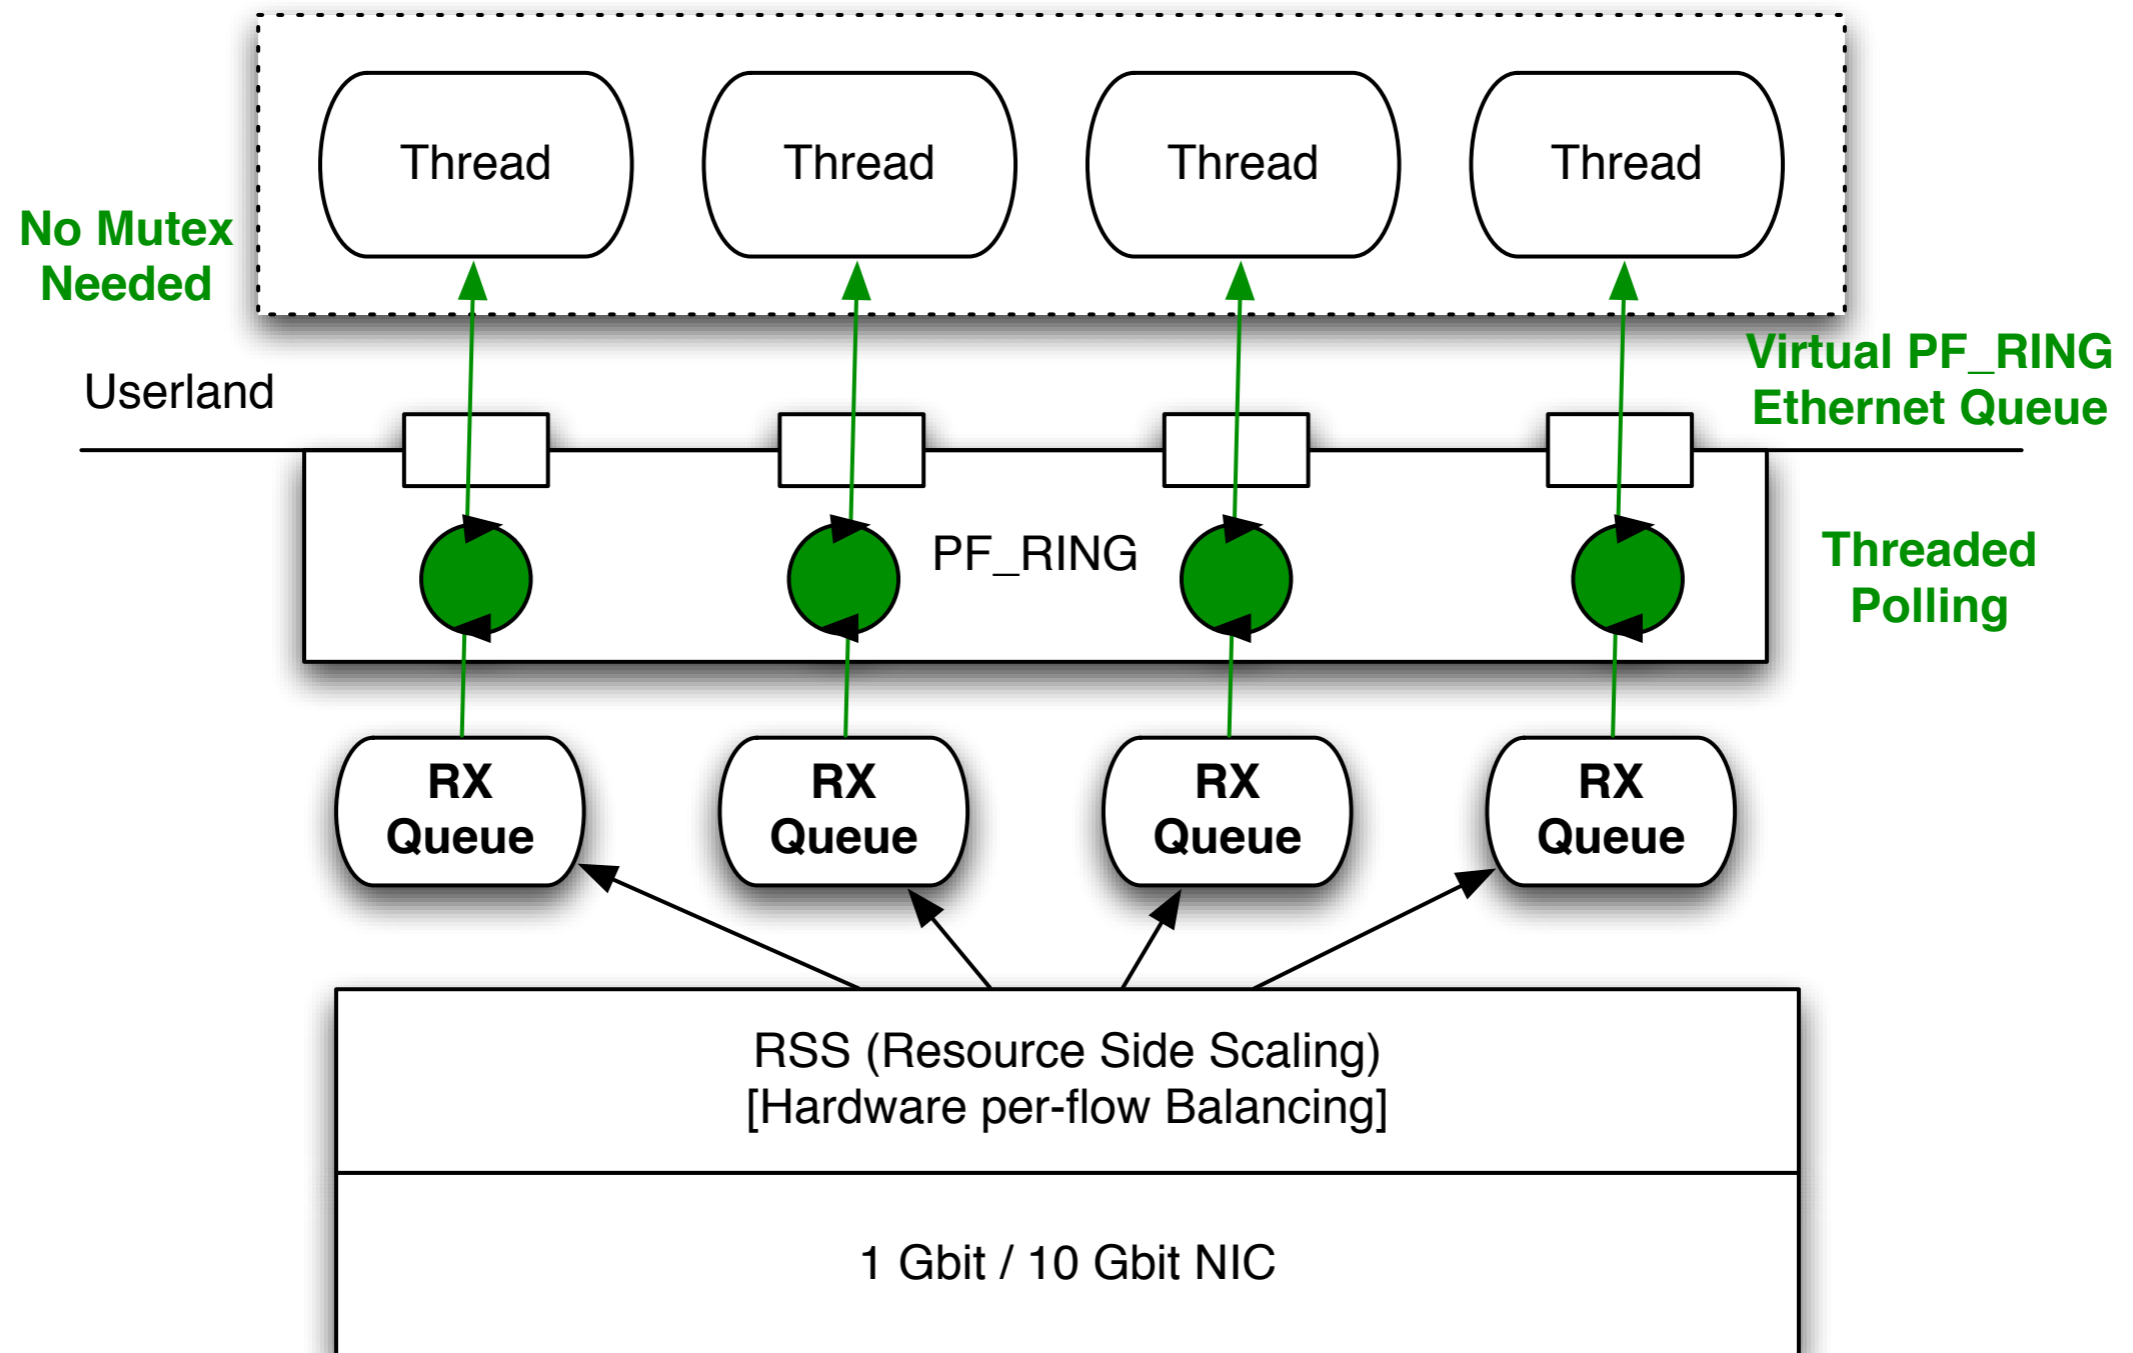 Thread
Thread
Thread
Thread
No Mutex
Needed
Userland
Virtual PF_RING
Ethernet Queue
PF_RING
Threaded
Polling
RX
Queue
RX
Queue
RX
Queue
RX
Queue
RSS (Resource Side Scaling)
[Hardware per-flow Balancing]
1 Gbit / 10 Gbit NIC